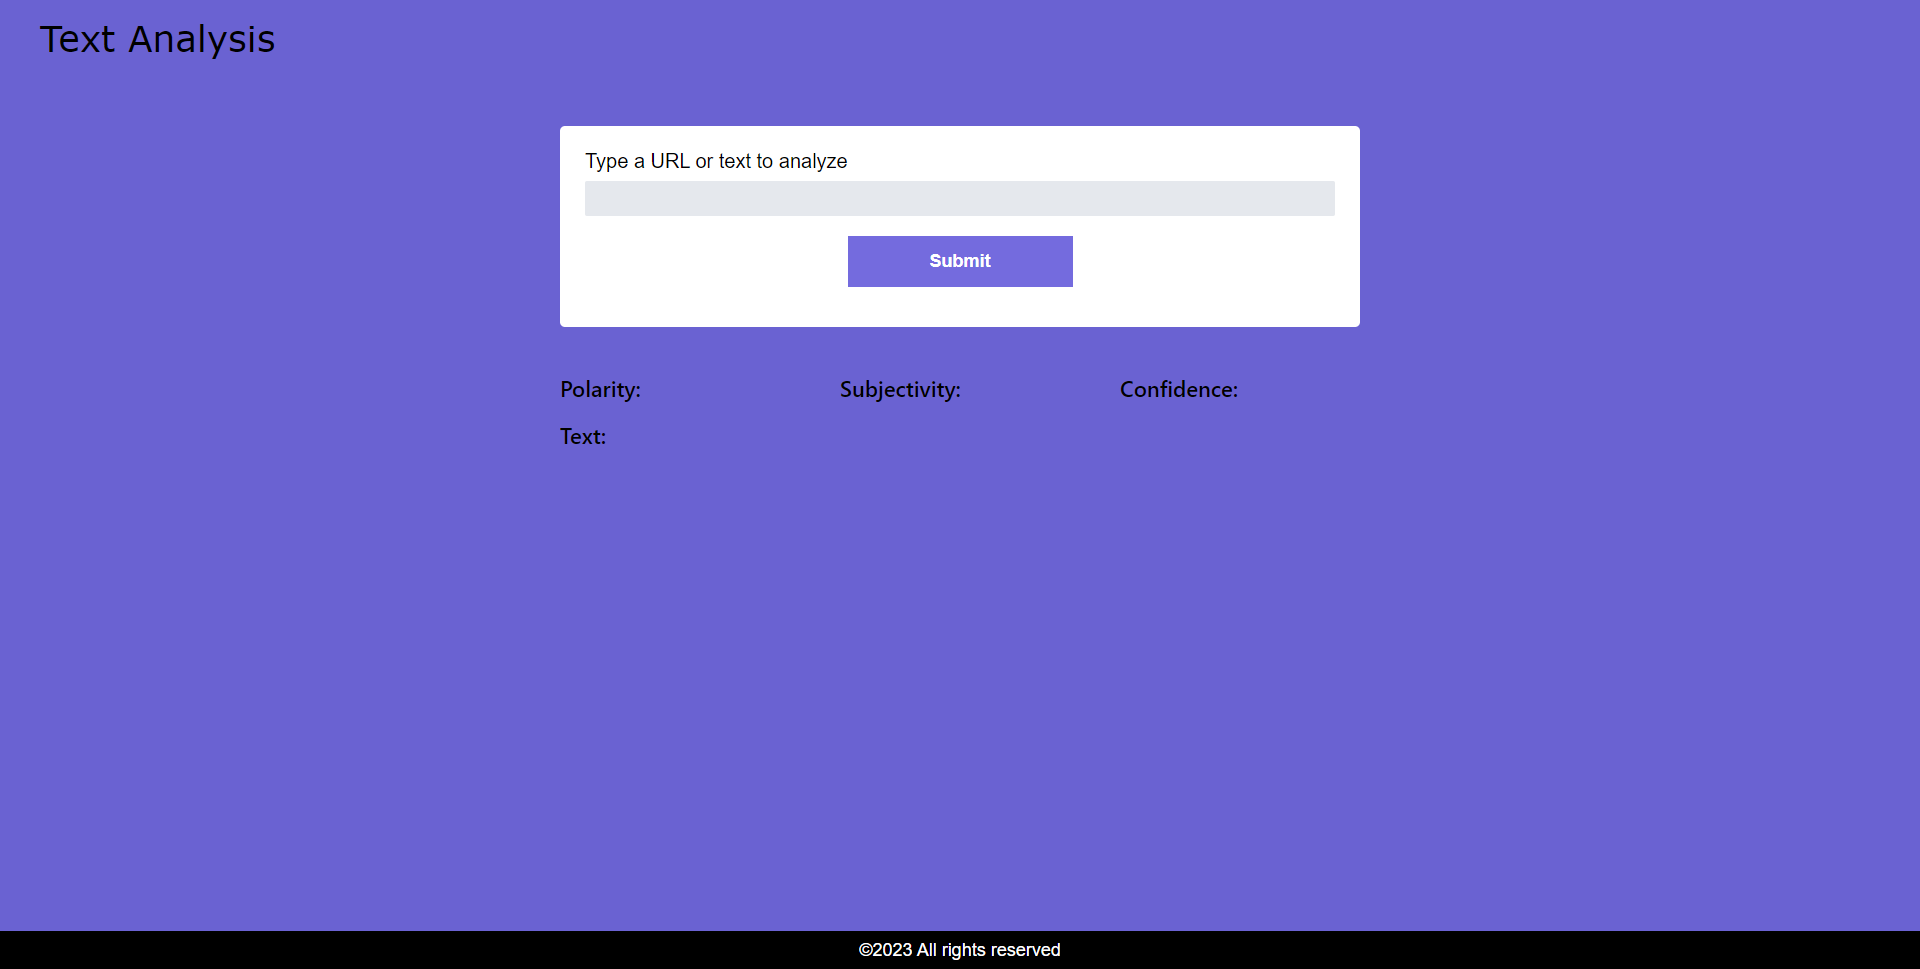 Text Analysis
Type a URL or text to analyze
Submit
Polarity: Subjectivity: Confidence:
Text:
©2023 All rights reserved